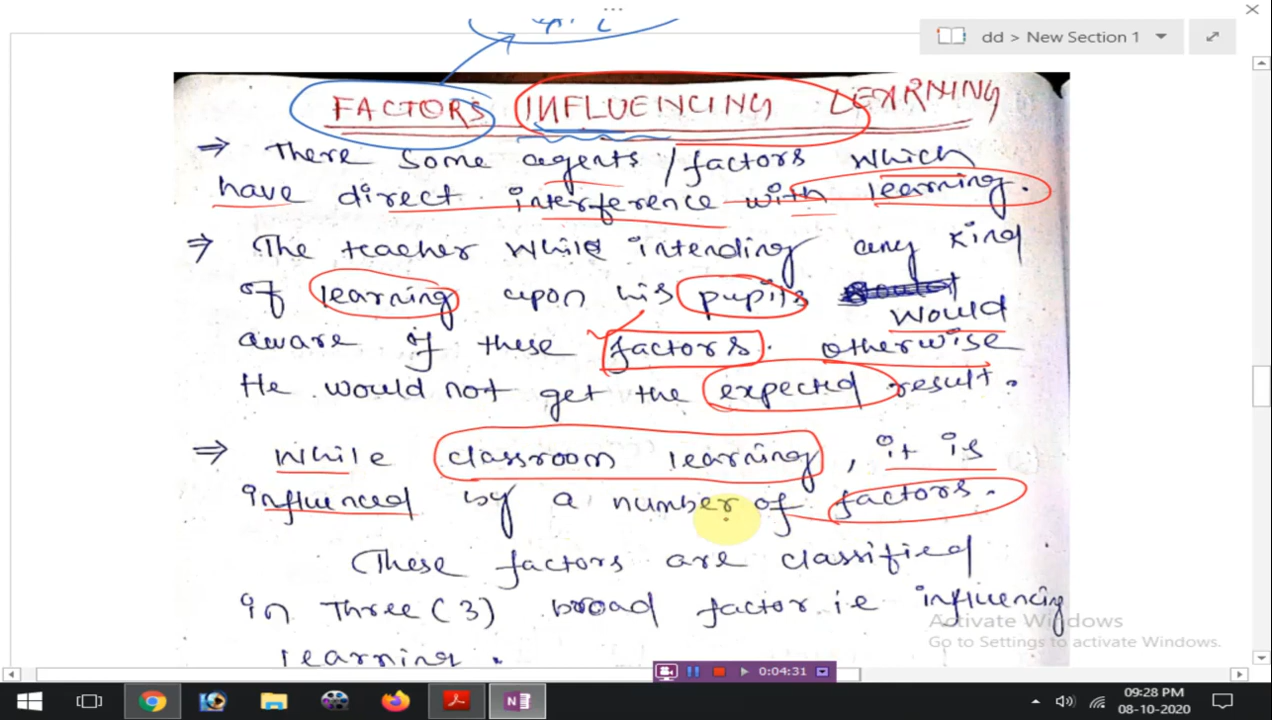 dd > New Section 1
FACTORS INFLUENCING LEARNING
⇒ There some agents / factors which
have direct interference with learning.
⇒ The teacher while intending any kind
of learning upon his pupils would
aware if these factors. otherwise
He would not get the expected result.
⇒ While classroom learning, it is
influenced by a number of factors.
These factors are classified
in Three (3) broad factor i.e influencing
learning.
Activate Windows
Go to Settings to activate Windows.
0:04:31
09:28 PM
08-10-2020